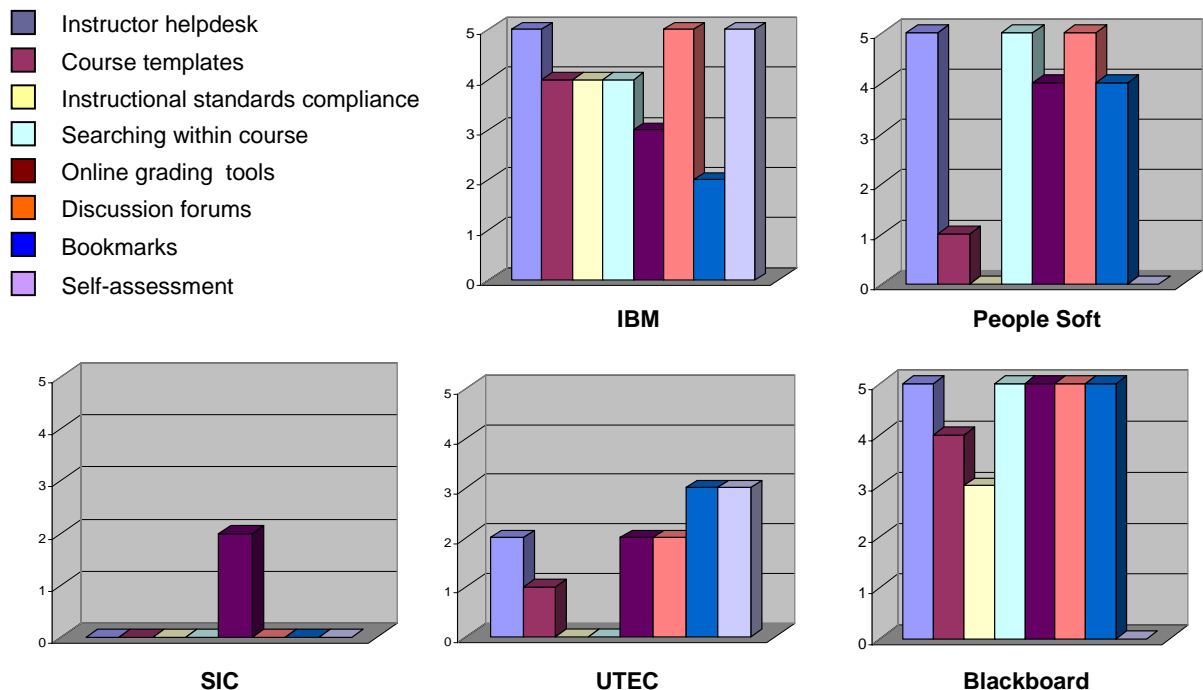 Instructor helpdesk
Course templates
Instructional standards compliance
Searching within course
Online grading  tools
Discussion forums
Bookmarks
Self-assessment
5
4
3
2
1
0
IBM
5
4
3
2
1
0
People Soft
5
4
3
2
1
0
SIC
5
4
3
2
1
0
UTEC
5
4
3
2
1
0
Blackboard